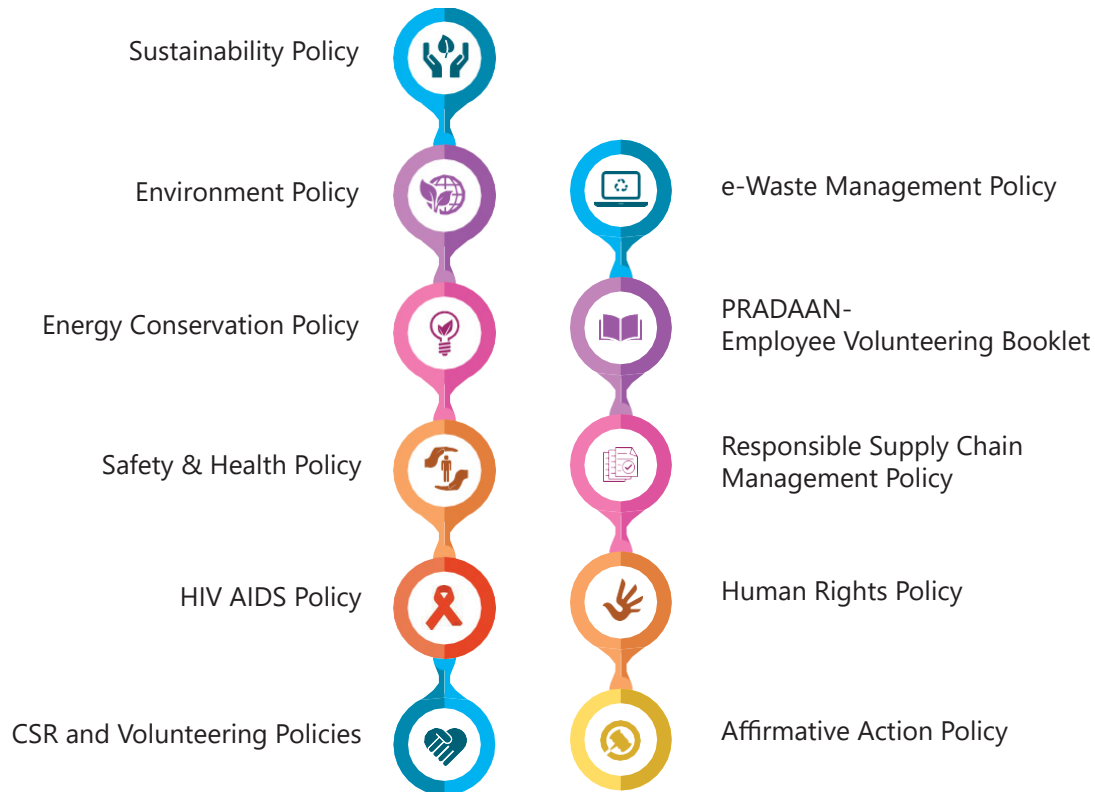 Sustainability Policy
Environment Policy
Energy Conservation Policy
Safety & Health Policy
HIV AIDS Policy
CSR and Volunteering Policies
e-Waste Management Policy
PRADAAN-
Employee Volunteering Booklet
Responsible Supply Chain
Management Policy
Human Rights Policy
Affirmative Action Policy